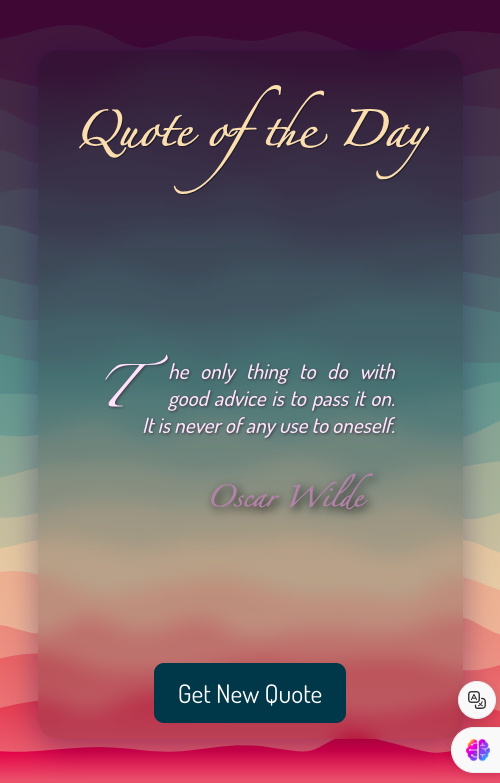 Quote of the Day
The only thing to do with
good advice is to pass it on.
It is never of any use to oneself.
Oscar Wilde
Get New Quote